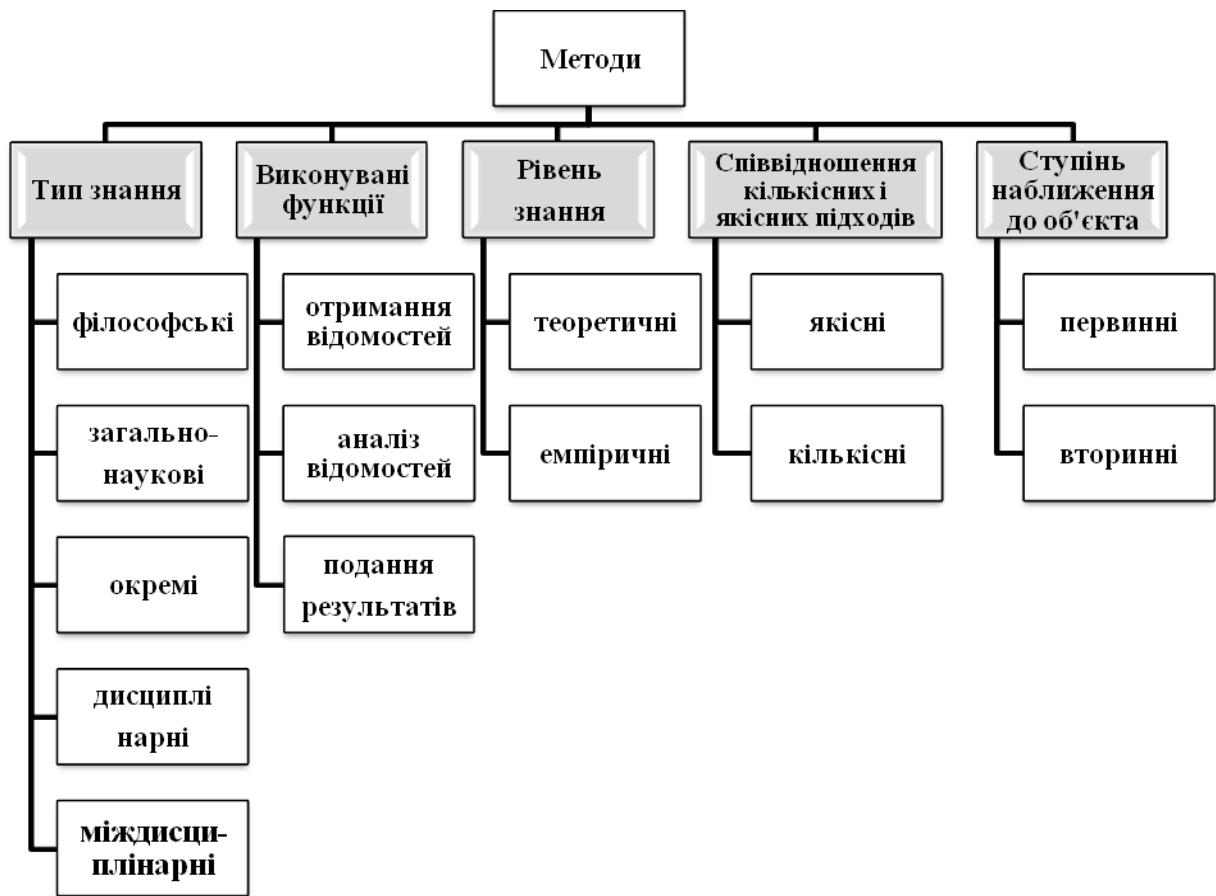 Методи
Тип знання
Виконувані
функції
Рівень
знання
Співвідношення
кількісних і
якісних підходів
Ступінь
наближення
до об'єкта
філософські
загально-
наукові
окремі
дисциплі
нарні
міждисци-
плінарні
отримання
відомостей
аналіз
відомостей
подання
результатів
теоретичні
емпіричні
якісні
кількісні
первинні
вторинні